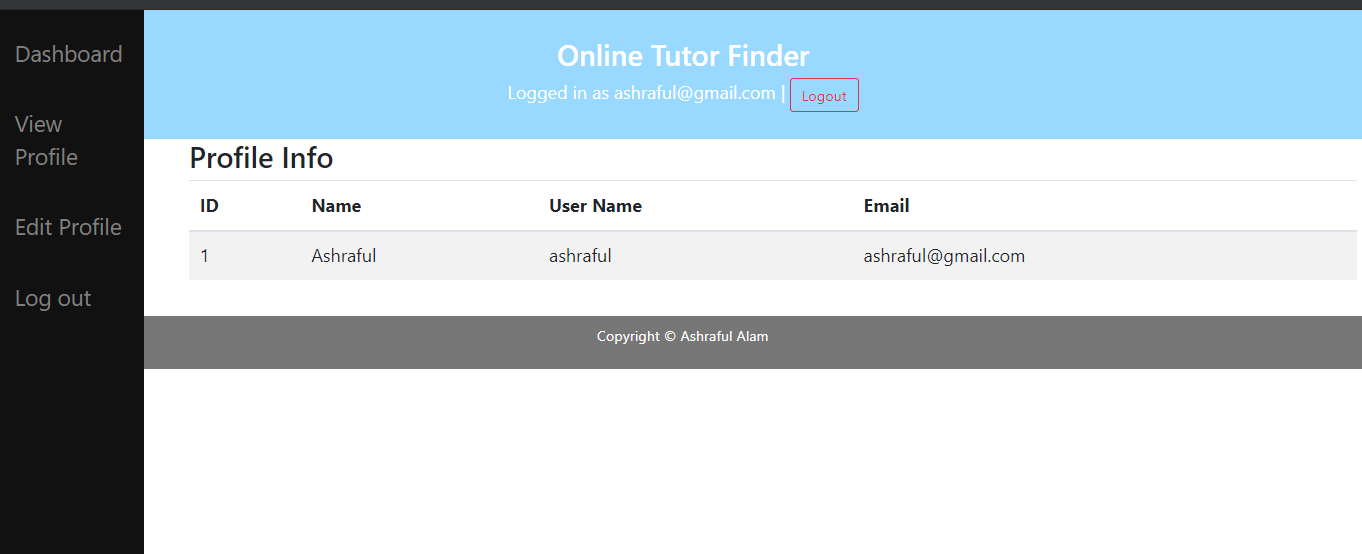 Dashboard
View
Profile
Edit Profile
Log out
Online Tutor Finder
Logged in as ashraful@gmail.com | Logout
Profile Info
ID Name User Name Email
1 Ashraful ashraful ashraful@gmail.com
Copyright © Ashraful Alam